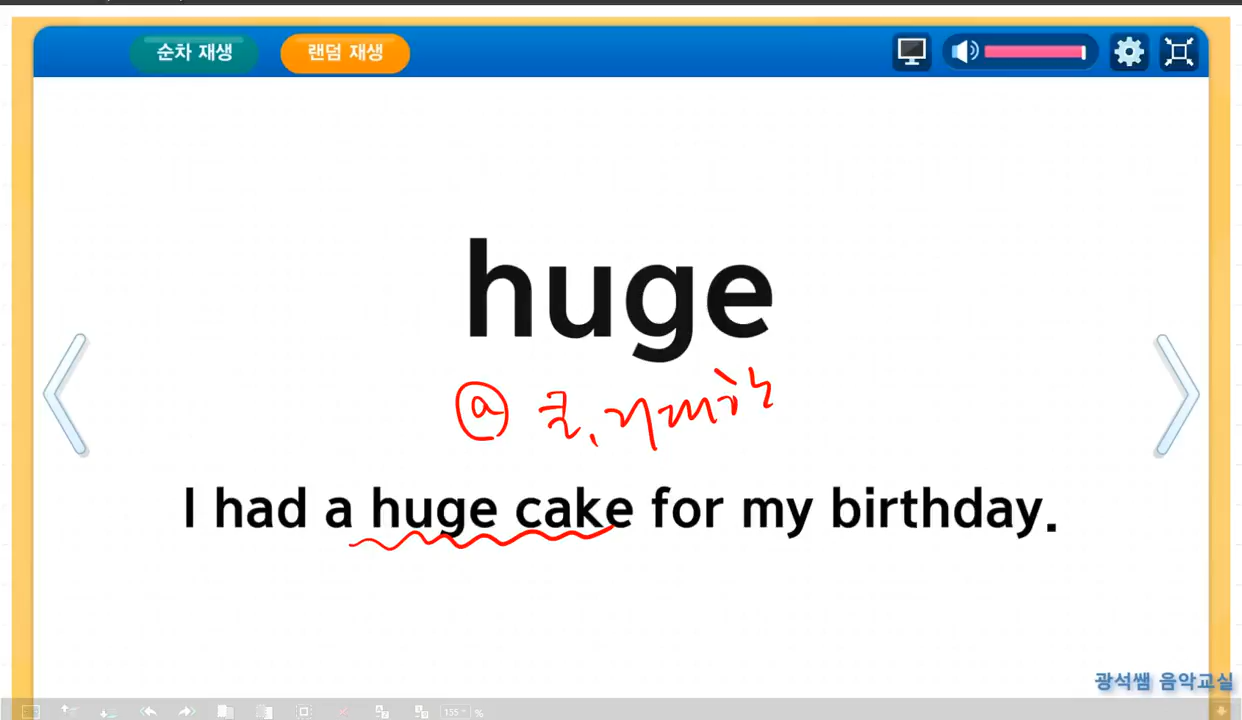 순차 재생 랜덤 재생
huge
ⓐ 큰, 거대한
I had a huge cake for my birthday.
광석쌤 음악교실
155 %